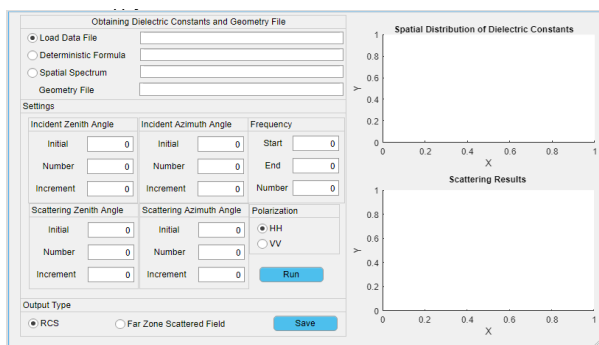 Obtaining Dielectric Constants and Geometry File
Load Data File
Deterministic Formula
Spatial Spectrum
Geometry File
Settings
Incident Zenith Angle
Initial 0
Number 0
Increment 0
Incident Azimuth Angle
Initial 0
Number 0
Increment 0
Frequency
Start 0
End 0
Number 0
Scattering Zenith Angle
Initial 0
Number 0
Increment 0
Scattering Azimuth Angle
Initial 0
Number 0
Increment 0
Polarization
HH
VV
Run
Output Type
RCS
Far Zone Scattered Field
Save
Spatial Distribution of Dielectric Constants
1
0.8
0.6
0.4
0.2
0
Y
0 0.2 0.4 0.6 0.8 1
X
Scattering Results
1
0.8
0.6
0.4
0.2
0
Y
0 0.2 0.4 0.6 0.8 1
X